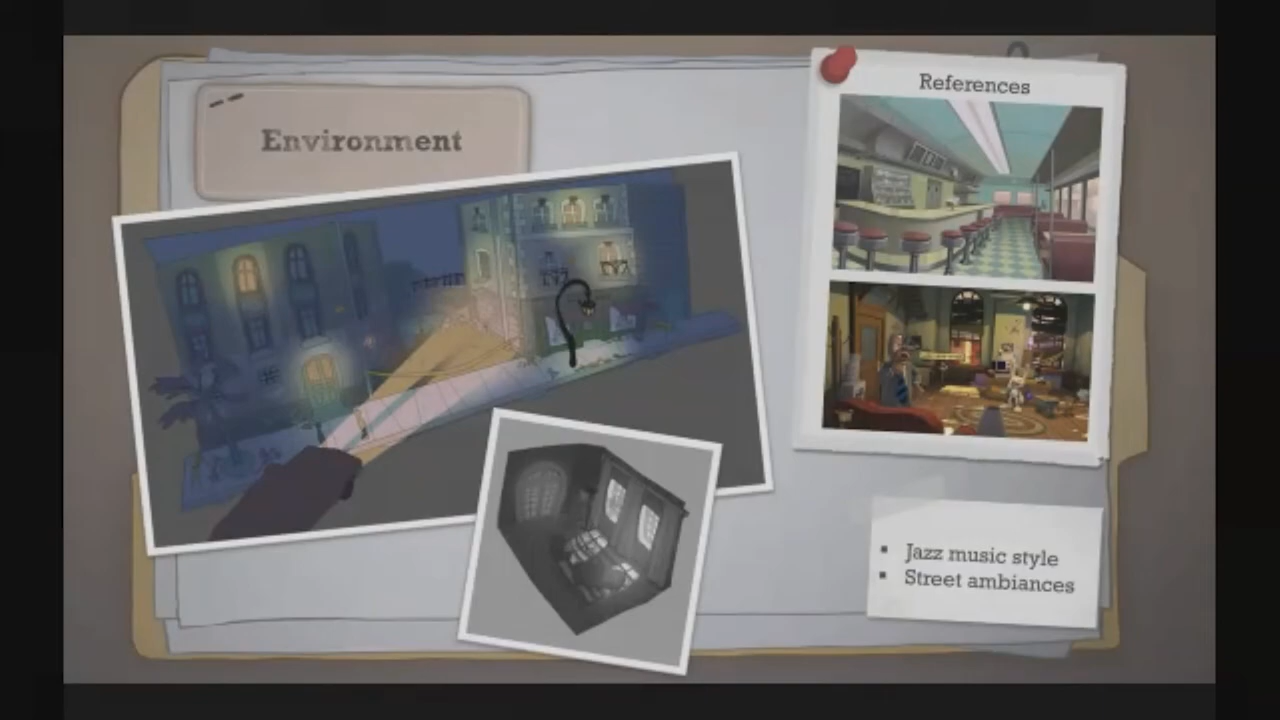 Environment
References
▪ Jazz music style
▪ Street ambiances